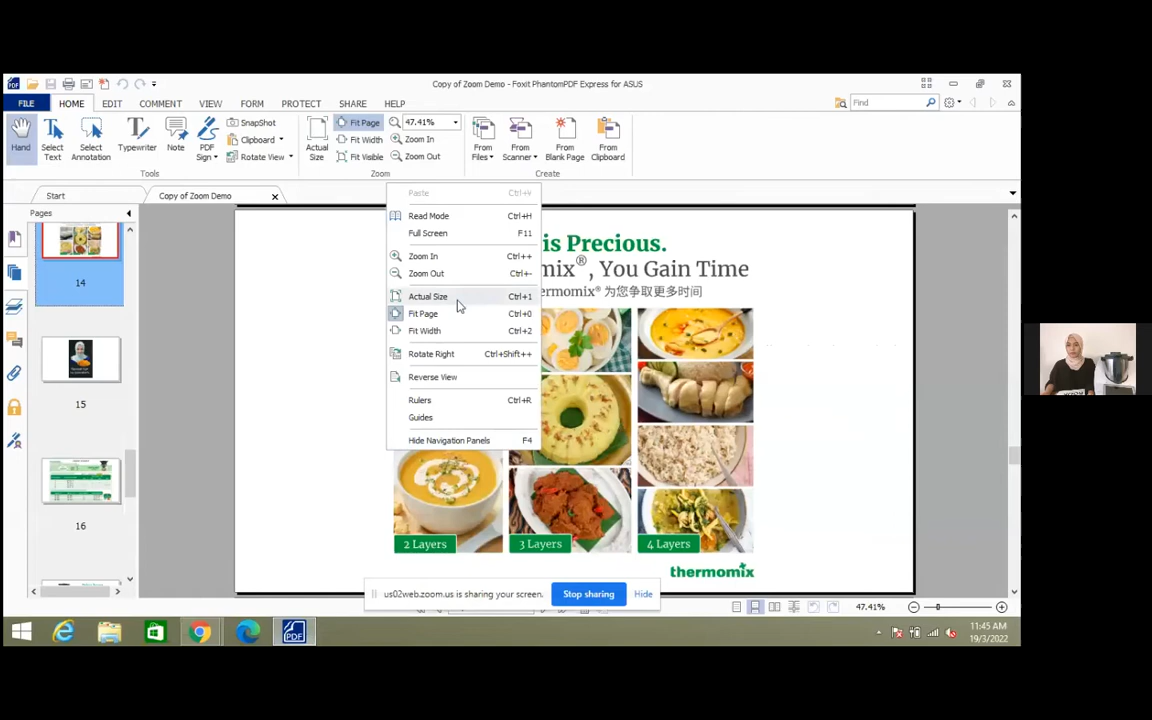 Copy of Zoom Demo - Foxit PhantomPDF Express for ASUS
FILE HOME EDIT COMMENT VIEW FORM PROTECT SHARE HELP
Find
Hand
Select Text
Select Annotation
Typewriter
Note
PDF Sign
SnapShot
Clipboard
Rotate View
Tools
Actual Size
Fit Page
Fit Width
Fit Visible
47.41%
Zoom In
Zoom Out
Zoom
From Files
From Scanner
From Blank Page
From Clipboard
Create
Start
Copy of Zoom Demo
Pages
14
15
16
Paste Ctrl+V
Read Mode Ctrl+H
Full Screen F11
Zoom In Ctrl++
Zoom Out Ctrl+-
Actual Size Ctrl+1
Fit Page Ctrl+0
Fit Width Ctrl+2
Rotate Right Ctrl+Shift++
Reverse View
Rulers Ctrl+R
Guides
Hide Navigation Panels F4
is Precious.
mix®, You Gain Time
ermomix® 为您争取更多时间
2 Layers
3 Layers
4 Layers
thermomix
us02web.zoom.us is sharing your screen.
Stop sharing
Hide
47.41%
11:45 AM
19/3/2022